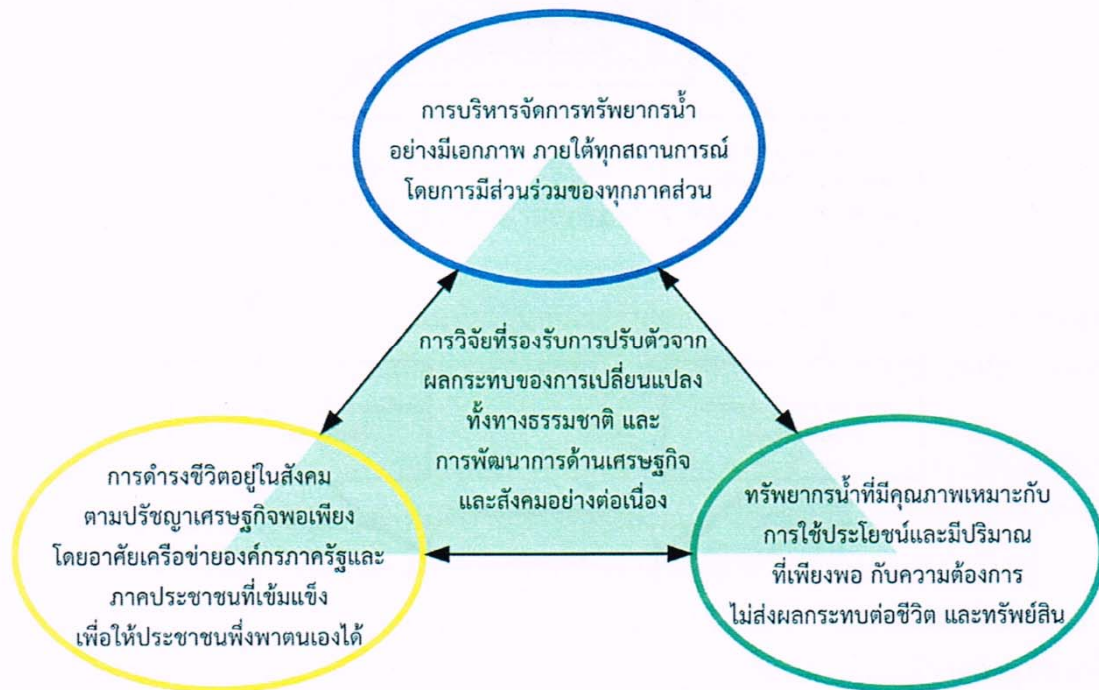 การบริหารจัดการทรัพยากรน้ำ
อย่างมีเอกภาพ ภายใต้ทุกสถานการณ์
โดยการมีส่วนร่วมของทุกภาคส่วน
การวิจัยที่รองรับการปรับตัวจาก
ผลกระทบของการเปลี่ยนแปลง
ทั้งทางธรรมชาติ และ
การพัฒนาการด้านเศรษฐกิจ
และสังคมอย่างต่อเนื่อง
การดำรงชีวิตอยู่ในสังคม
ตามปรัชญาเศรษฐกิจพอเพียง
โดยอาศัยเครือข่ายองค์กรภาครัฐและ
ภาคประชาชนที่เข้มแข็ง
เพื่อให้ประชาชนพึ่งพาตนเองได้
ทรัพยากรน้ำที่มีคุณภาพเหมาะกับ
การใช้ประโยชน์และมีปริมาณ
ที่เพียงพอ กับความต้องการ
ไม่ส่งผลกระทบต่อชีวิต และทรัพย์สิน